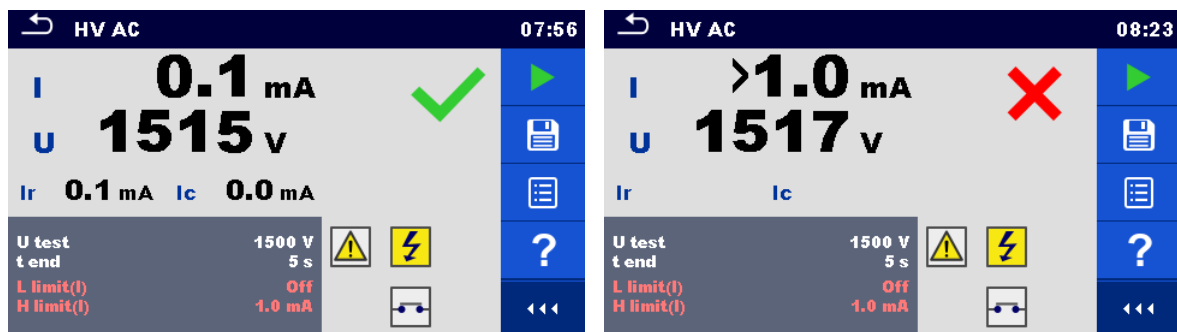 HV AC 07:56
I 0.1 mA
U 1515 V
Ir 0.1 mA Ic 0.0 mA
U test 1500 V
t end 5 s
L limit(I) Off
H limit(I) 1.0 mA
?
HV AC 08:23
I >1.0 mA
U 1517 V
Ir Ic
U test 1500 V
t end 5 s
L limit(I) Off
H limit(I) 1.0 mA
?